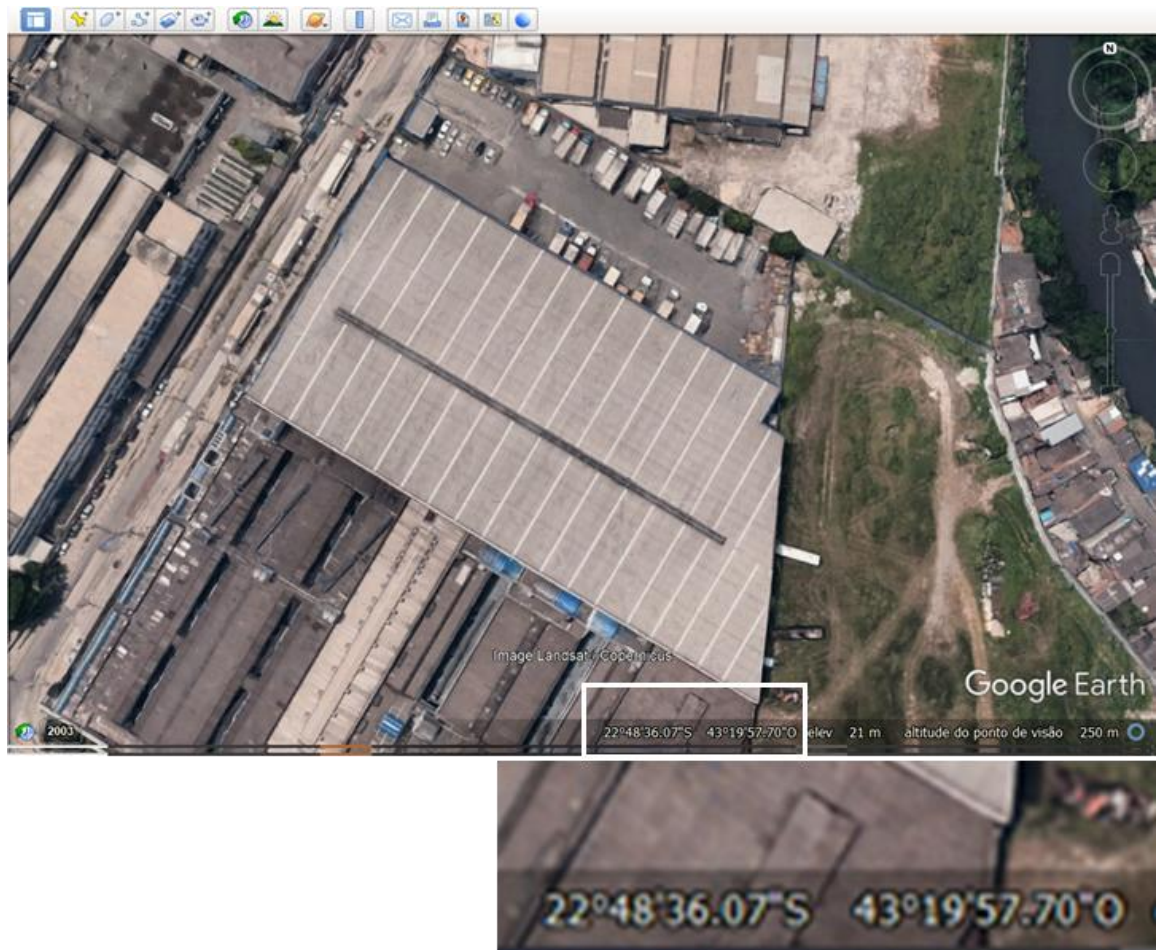 N
Image Landsat / Copernicus
Google Earth
2003
22°48'36.07"S 43°19'57.70"O elev 21 m altitude do ponto de visão 250 m
22°48'36.07"S 43°19'57.70"O